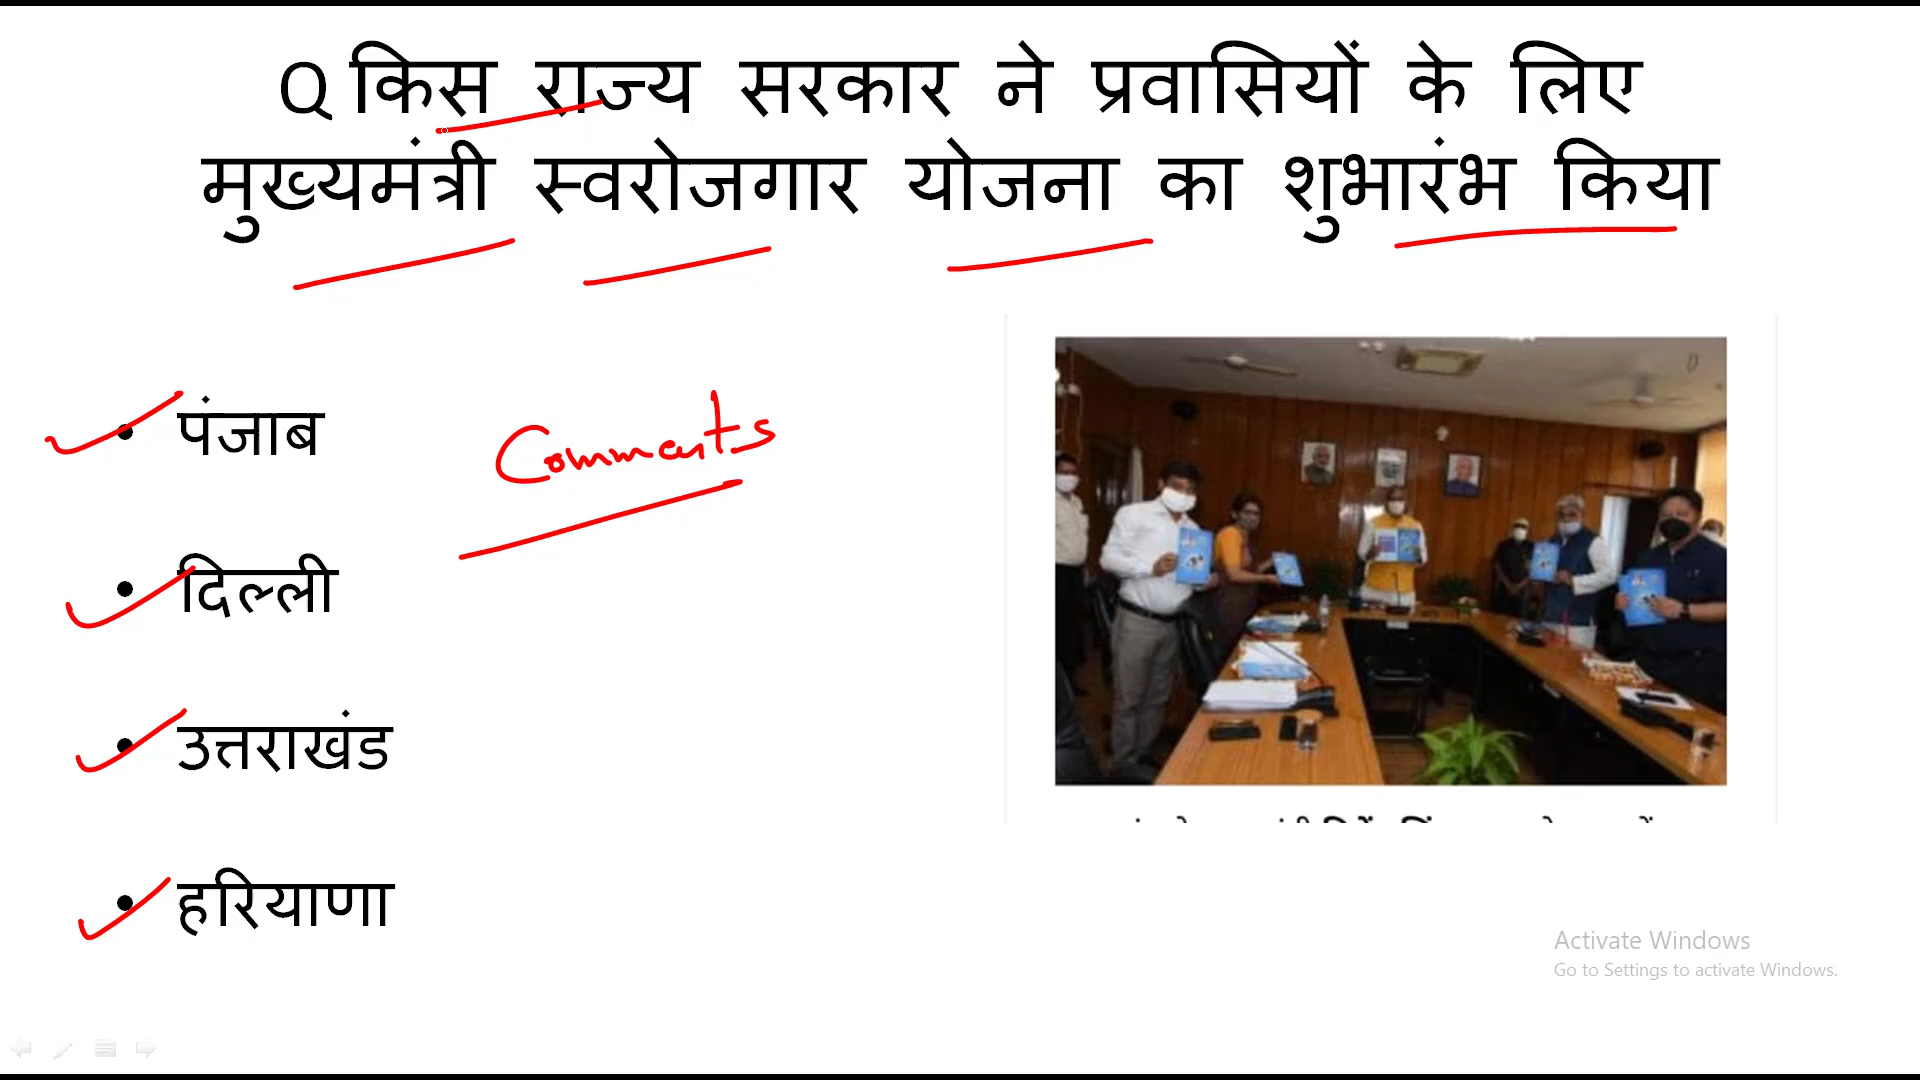 Q किस राज्य सरकार ने प्रवासियों के लिए
मुख्यमंत्री स्वरोजगार योजना का शुभारंभ किया
• पंजाब
Comments
• दिल्ली
• उत्तराखंड
• हरियाणा
Activate Windows
Go to Settings to activate Windows.